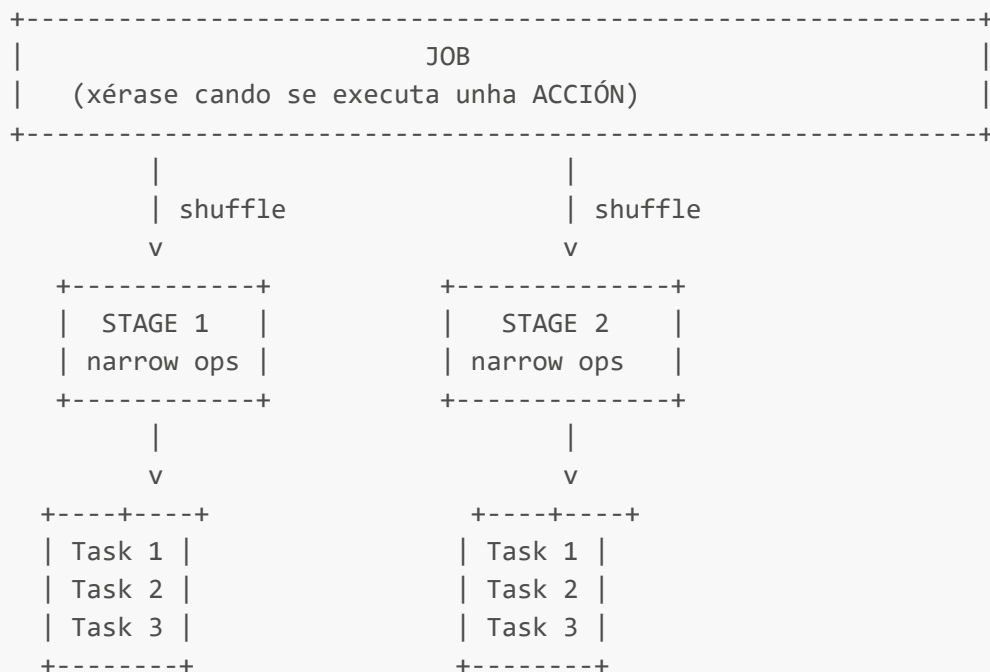 JOB
(xérase cando se executa unha ACCIÓN)
shuffle shuffle
STAGE 1 STAGE 2
narrow ops narrow ops
Task 1 Task 1
Task 2 Task 2
Task 3 Task 3